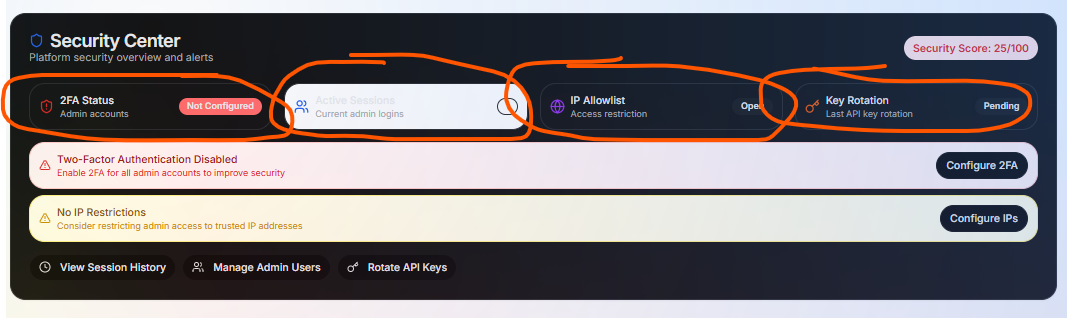 Security Center
Platform security overview and alerts
Security Score: 25/100
2FA Status
Admin accounts
Not Configured
Active Sessions
Current admin logins
IP Allowlist
Access restriction
Open
Key Rotation
Last API key rotation
Pending
Two-Factor Authentication Disabled
Enable 2FA for all admin accounts to improve security
Configure 2FA
No IP Restrictions
Consider restricting admin access to trusted IP addresses
Configure IPs
View Session History
Manage Admin Users
Rotate API Keys